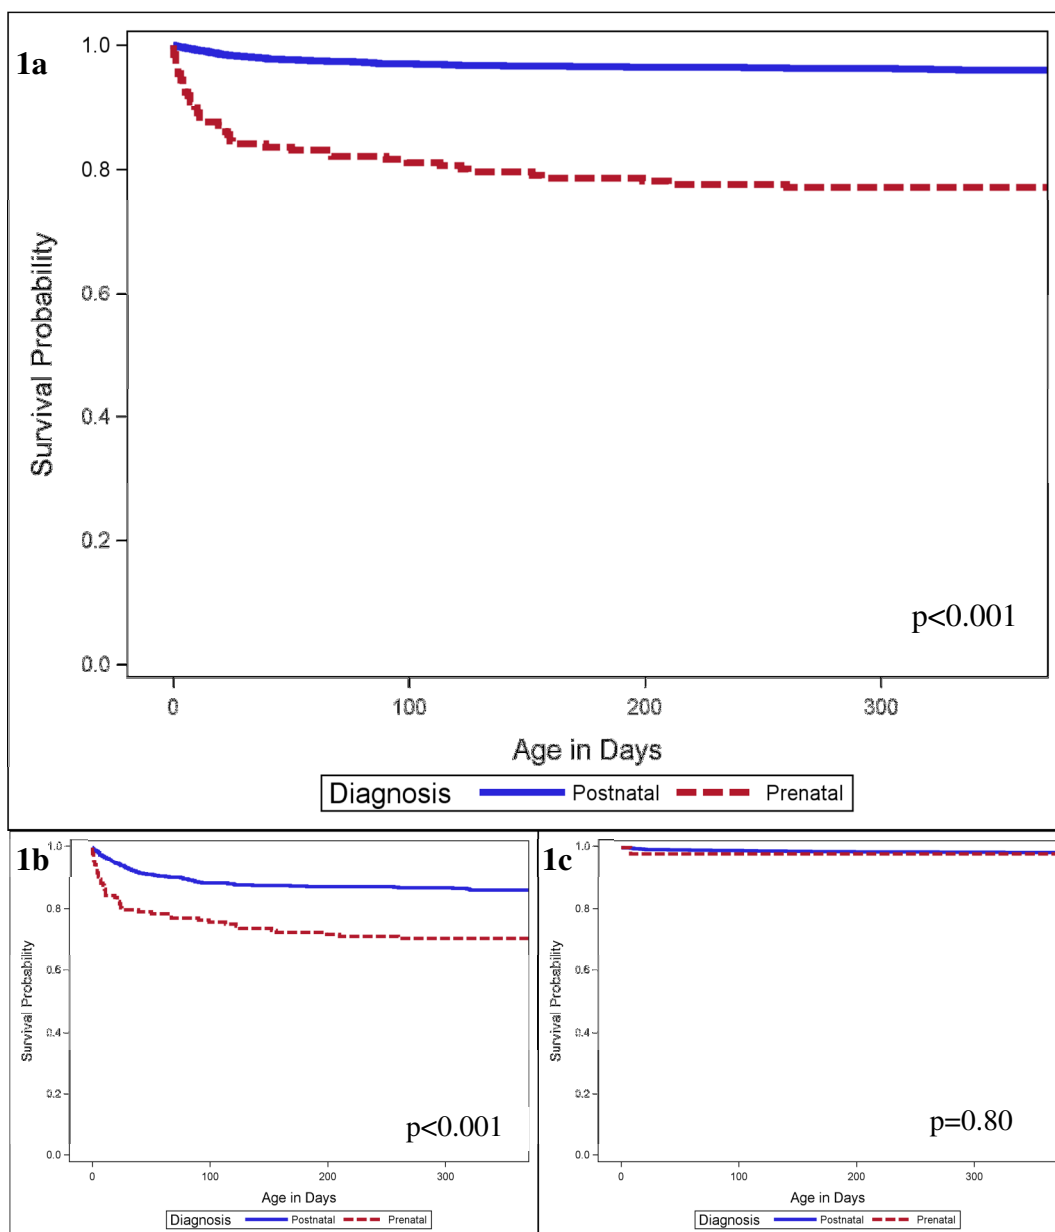 1a
1.0
0.8
0.6
0.4
0.2
0.0
Survival Probability
p<0.001
0 100 200 300
Age in Days
Diagnosis Postnatal Prenatal
1b
1.0
0.8
0.6
0.4
0.2
0.0
Survival Probability
p<0.001
0 100 200 300
Age in Days
Diagnosis Postnatal Prenatal
1c
1.0
0.8
0.6
0.4
0.2
0.0
Survival Probability
p=0.80
0 100 200 300
Age in Days
Diagnosis Postnatal Prenatal